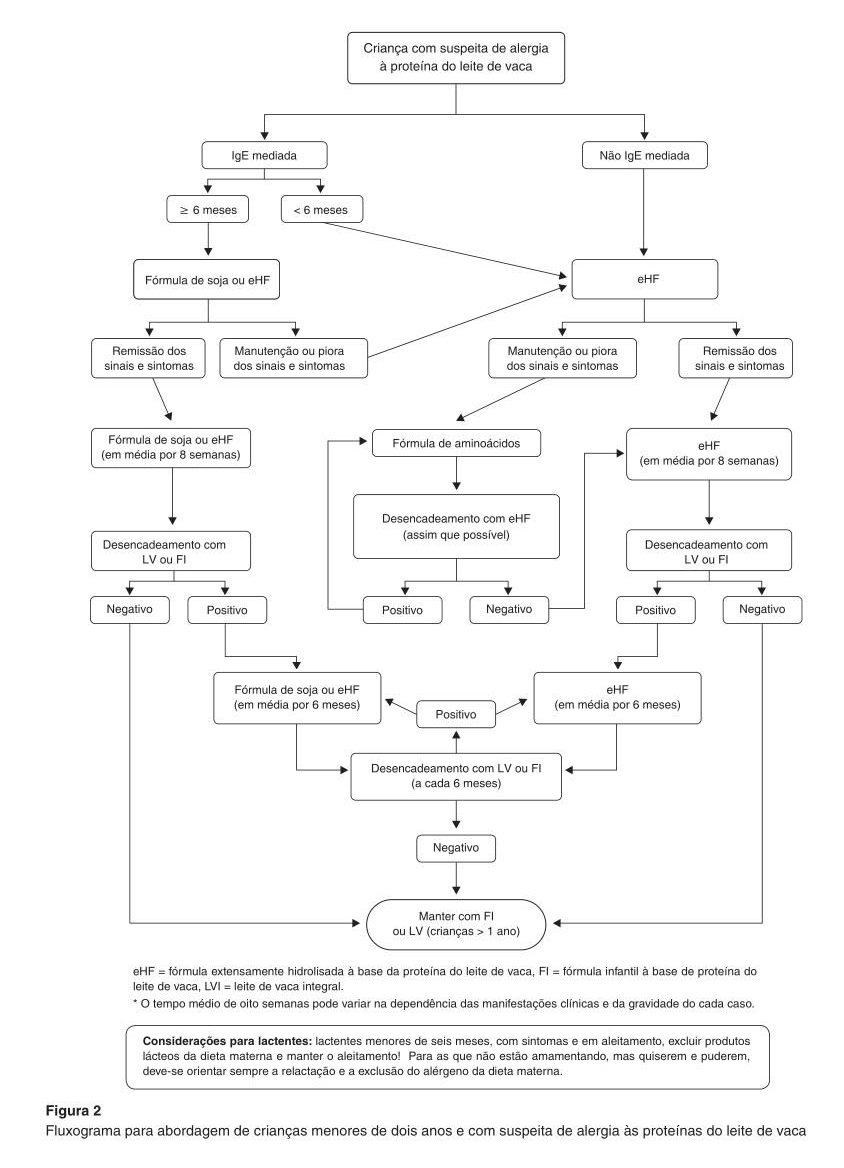 Criança com suspeita de alergia
à proteína do leite de vaca
IgE mediada
Não IgE mediada
≥ 6 meses
< 6 meses
Fórmula de soja ou eHF
eHF
Remissão dos
sinais e sintomas
Manutenção ou piora
dos sinais e sintomas
Manutenção ou piora
dos sinais e sintomas
Remissão dos
sinais e sintomas
Fórmula de soja ou eHF
(em média por 8 semanas)
Fórmula de aminoácidos
eHF
(em média por 8 semanas)
Desencadeamento com eHF
(assim que possível)
Desencadeamento com
LV ou FI
Desencadeamento com
LV ou FI
Negativo
Positivo
Positivo
Negativo
Positivo
Negativo
Fórmula de soja ou eHF
(em média por 6 meses)
Positivo
eHF
(em média por 6 meses)
Desencadeamento com LV ou FI
(a cada 6 meses)
Negativo
Manter com FI
ou LV (crianças > 1 ano)
eHF = fórmula extensamente hidrolisada à base da proteína do leite de vaca, FI = fórmula infantil à base de proteína do
leite de vaca, LVI = leite de vaca integral.
* O tempo médio de oito semanas pode variar na dependência das manifestações clínicas e da gravidade do cada caso.
Considerações para lactentes: lactentes menores de seis meses, com sintomas e em aleitamento, excluir produtos
lácteos da dieta materna e manter o aleitamento! Para as que não estão amamentando, mas quiserem e puderem,
deve-se orientar sempre a relactação e a exclusão do alérgeno da dieta materna.
Figura 2
Fluxograma para abordagem de crianças menores de dois anos e com suspeita de alergia às proteínas do leite de vaca